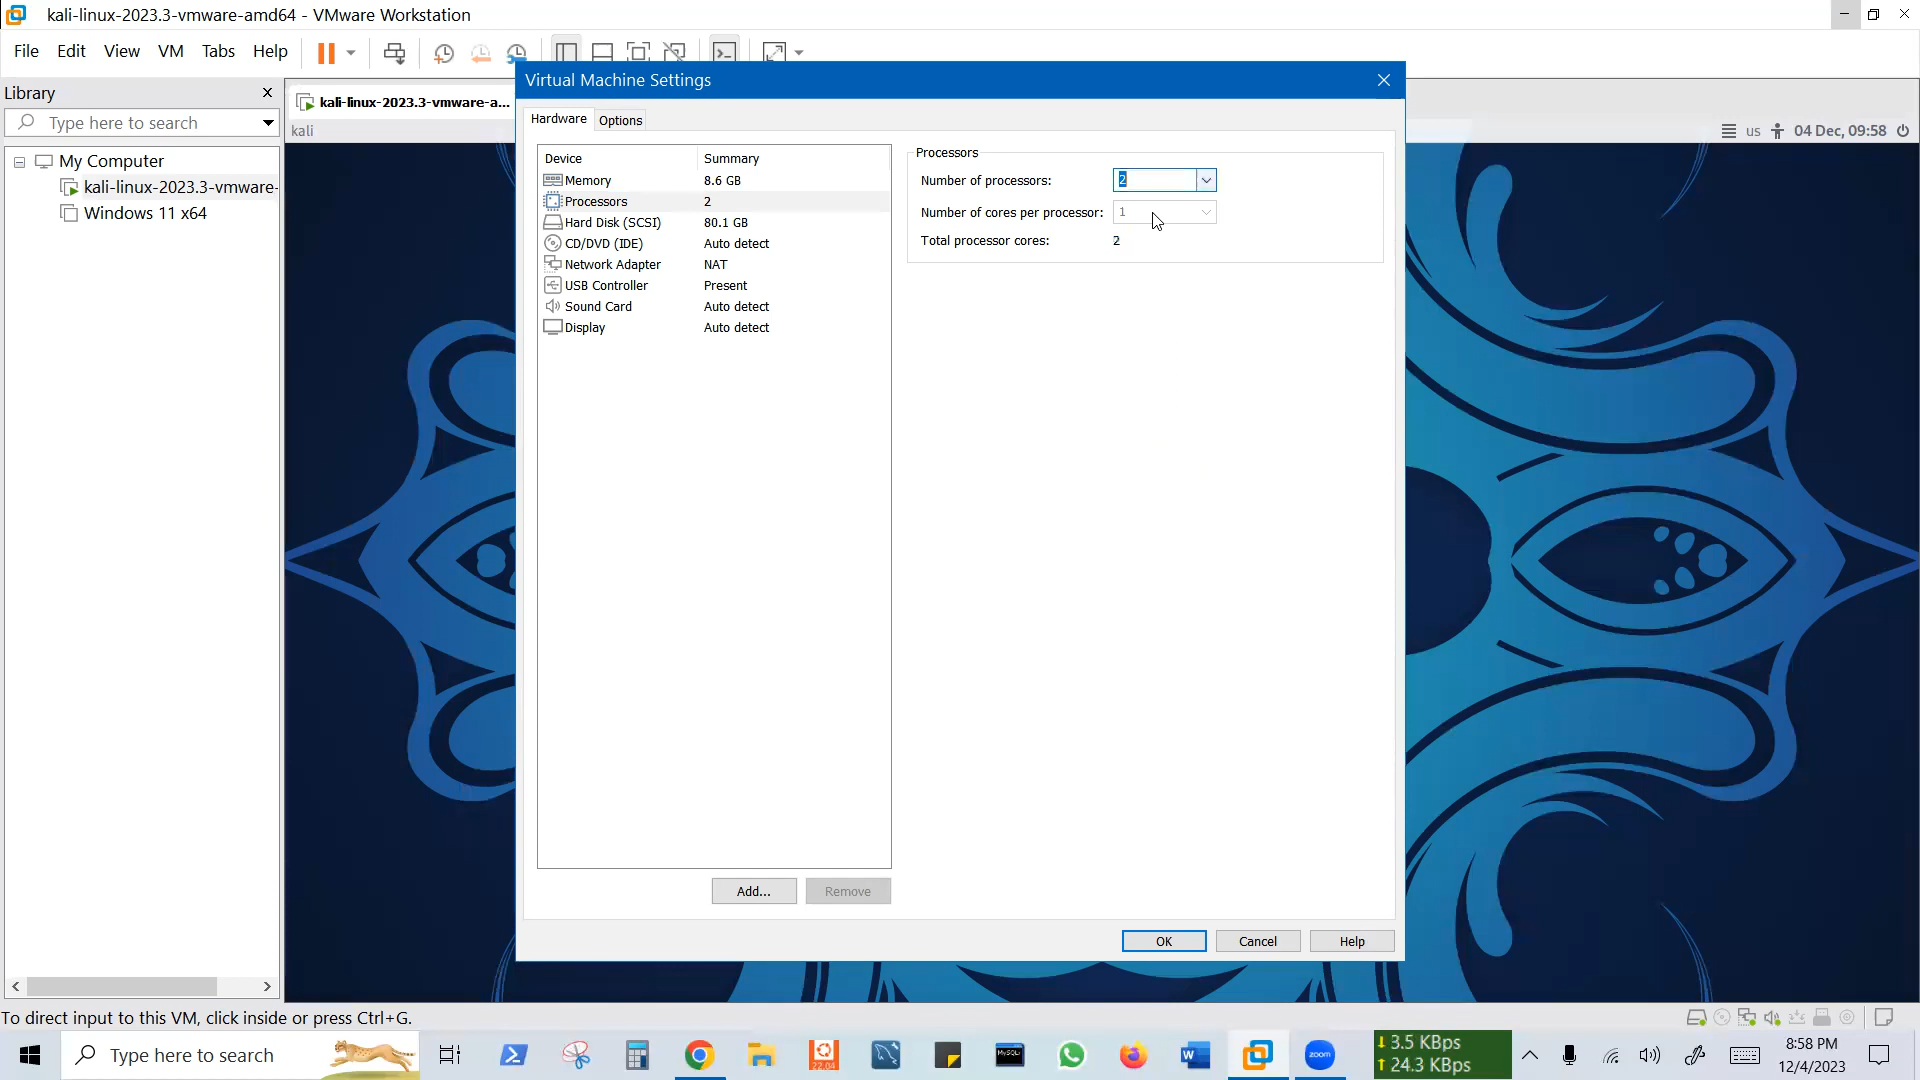 kali-linux-2023.3-vmware-amd64 - VMware Workstation
File Edit View VM Tabs Help
Library
Type here to search
My Computer
kali-linux-2023.3-vmware-
Windows 11 x64
kali-linux-2023.3-vmware-a...
kali
us 04 Dec, 09:58
Virtual Machine Settings
Hardware Options
Device Summary
Memory 8.6 GB
Processors 2
Hard Disk (SCSI) 80.1 GB
CD/DVD (IDE) Auto detect
Network Adapter NAT
USB Controller Present
Sound Card Auto detect
Display Auto detect
Add... Remove
Processors
Number of processors: 2
Number of cores per processor: 1
Total processor cores: 2
OK Cancel Help
To direct input to this VM, click inside or press Ctrl+G.
Type here to search
22.04
MySQL
W
zoom
3.5 KBps
24.3 KBps
8:58 PM
12/4/2023